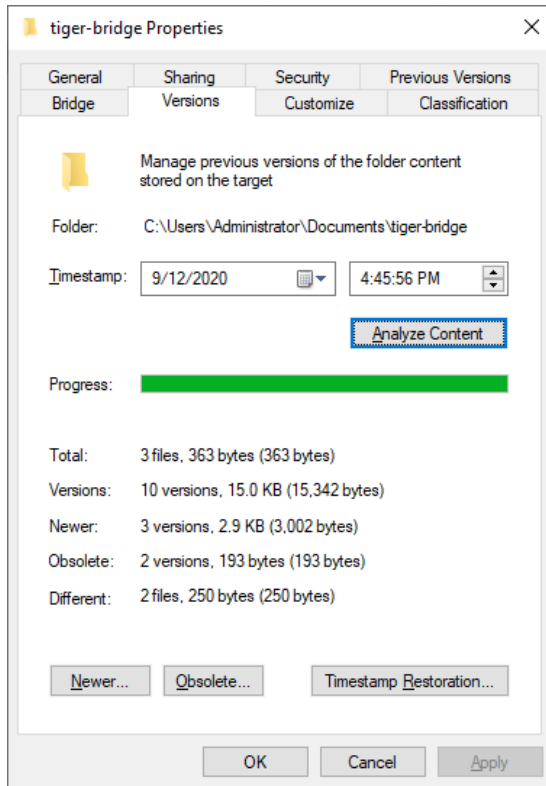 tiger-bridge Properties
General Sharing Security Previous Versions
Bridge Versions Customize Classification
Manage previous versions of the folder content
stored on the target
Folder: C:\Users\Administrator\Documents\tiger-bridge
Timestamp: 9/12/2020 4:45:56 PM
Analyze Content
Progress:
Total: 3 files, 363 bytes (363 bytes)
Versions: 10 versions, 15.0 KB (15,342 bytes)
Newer: 3 versions, 2.9 KB (3,002 bytes)
Obsolete: 2 versions, 193 bytes (193 bytes)
Different: 2 files, 250 bytes (250 bytes)
Newer... Obsolete... Timestamp Restoration...
OK Cancel Apply